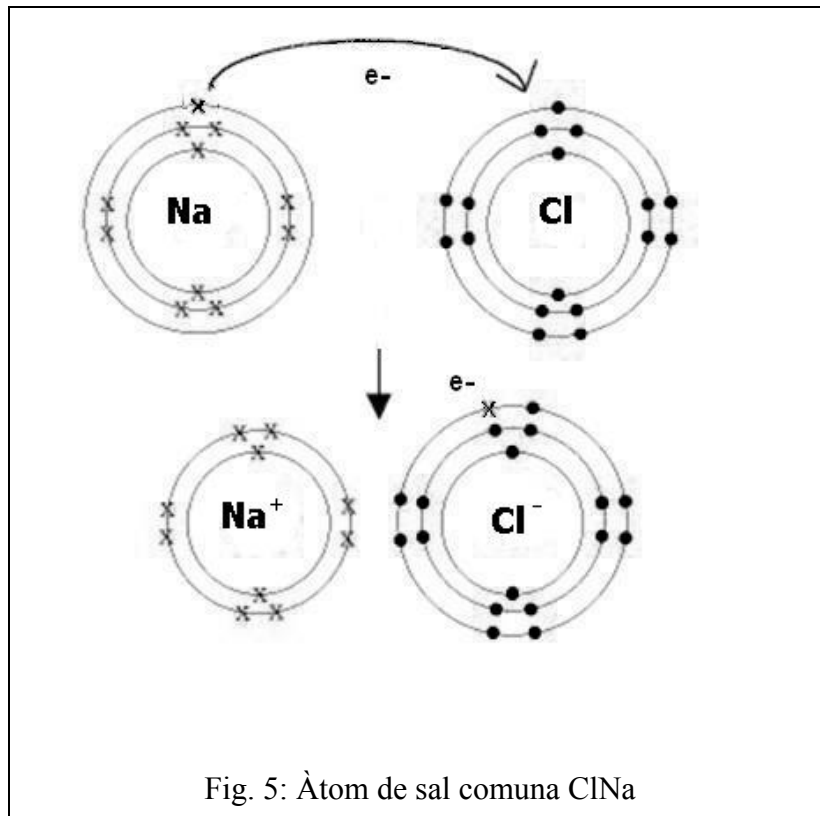 e-
Na
Cl
e-
Na⁺
Cl⁻
Fig. 5: Àtom de sal comuna ClNa